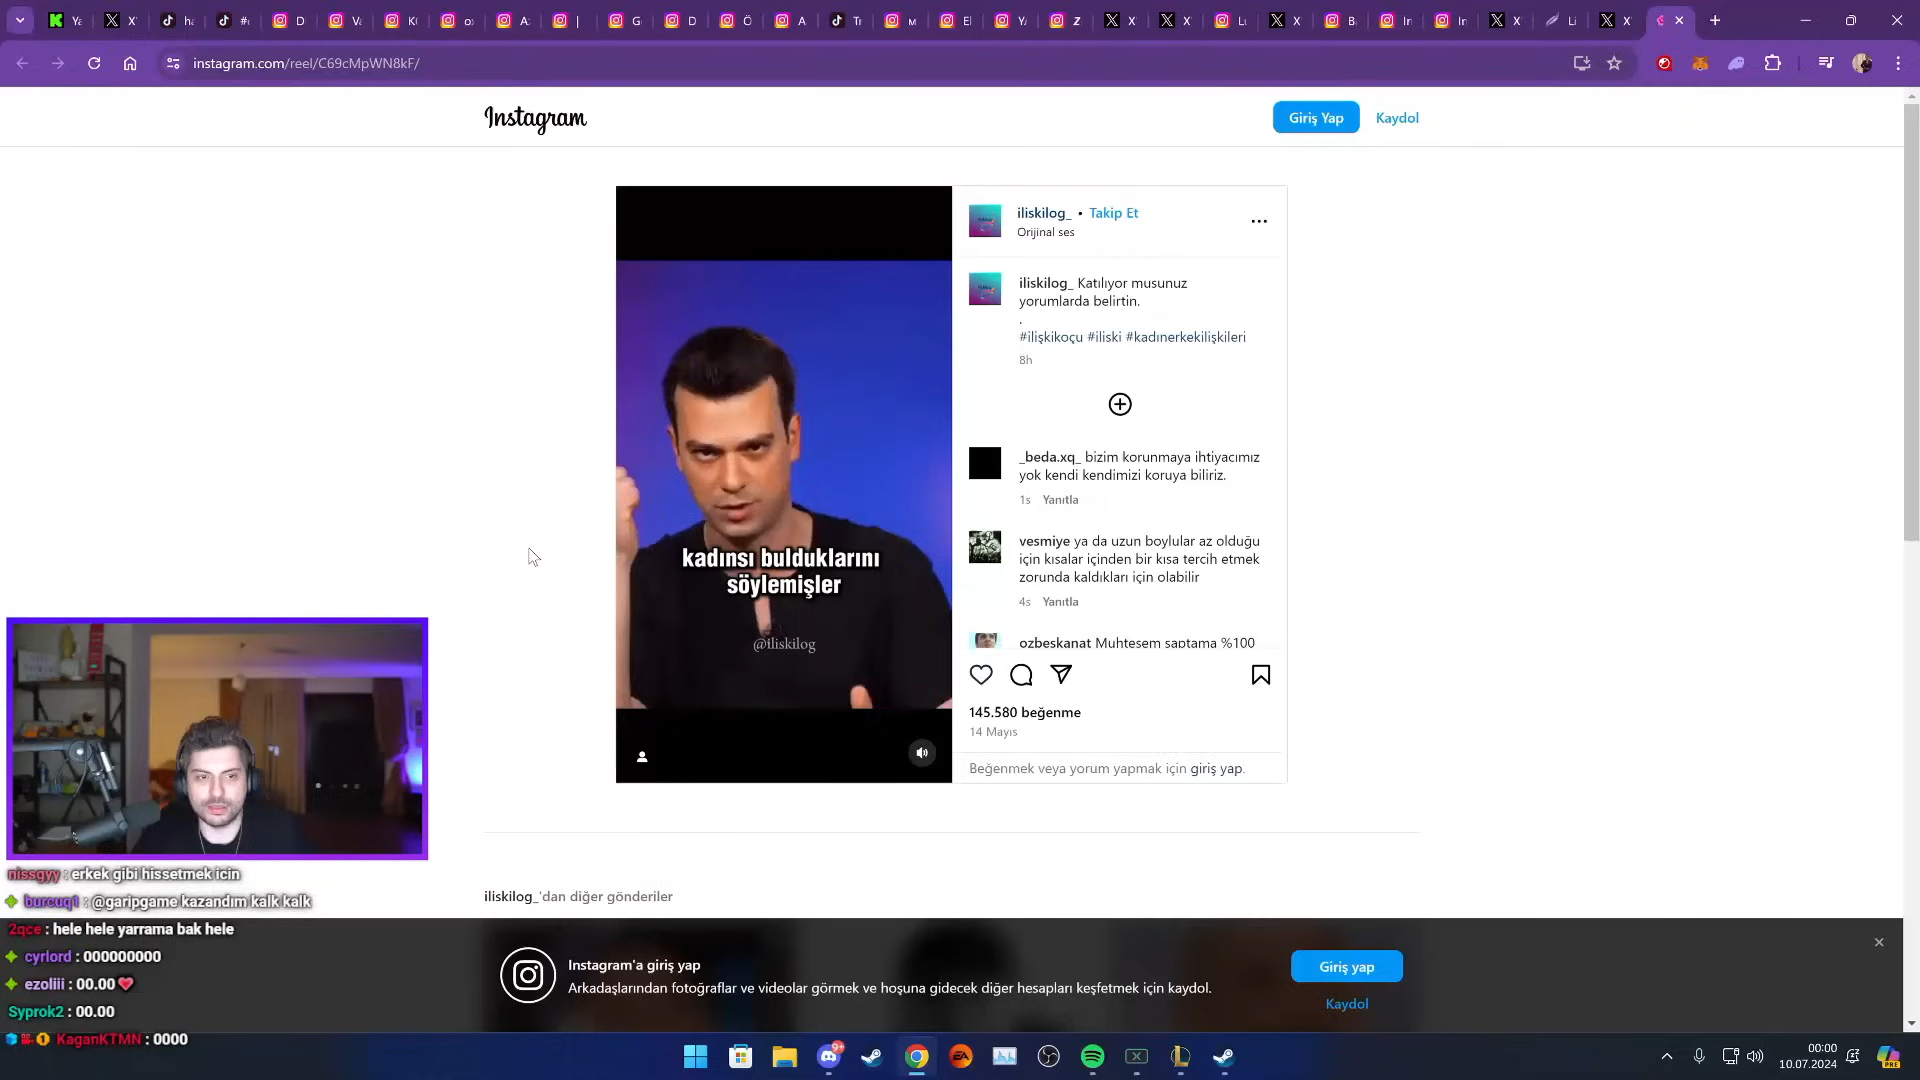 instagram.com/reel/C69cMpWN8kF/
Instagram
Giriş Yap
Kaydol
iliskilog_ • Takip Et
Orijinal ses
iliskilog_ Katılıyor musunuz
yorumlarda belirtin.
.
#ilişkikoçu #iliski #kadınerkekilişkileri
8h
_beda.xq_ bizim korunmaya ihtiyacımız
yok kendi kendimizi koruya biliriz.
1s Yanıtla
vesmiye ya da uzun boylular az olduğu
için kısalar içinden bir kısa tercih etmek
zorunda kaldıkları için olabilir
4s Yanıtla
ozbeskanat Muhtesem saptama %100
145.580 beğenme
14 Mayıs
Beğenmek veya yorum yapmak için giriş yap.
kadınsı bulduklarını
söylemişler
@iliskilog
iliskilog_'dan diğer gönderiler
nissgyy : erkek gibi hissetmek icin
burcuq1 : @garipgame kazandım kalk kalk
2qce : hele hele yarrama bak hele
cyrlord : 000000000
ezoliii : 00.00
Syprok2 : 00.00
KaganKTMN : 0000
Instagram'a giriş yap
Arkadaşlarından fotoğraflar ve videolar görmek ve hoşuna gidecek diğer hesapları keşfetmek için kaydol.
Giriş yap
Kaydol
00:00
10.07.2024